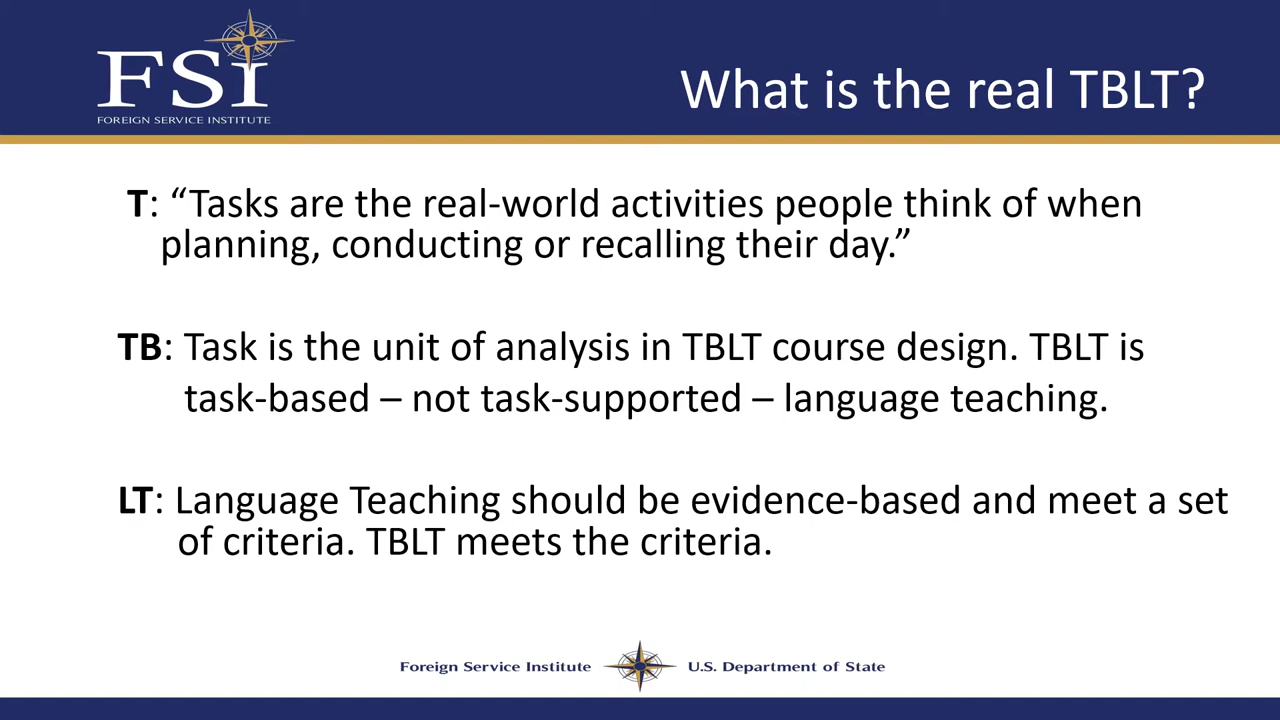 FSI
FOREIGN SERVICE INSTITUTE
What is the real TBLT?
T: “Tasks are the real-world activities people think of when
planning, conducting or recalling their day.”
TB: Task is the unit of analysis in TBLT course design. TBLT is
task-based – not task-supported – language teaching.
LT: Language Teaching should be evidence-based and meet a set
of criteria. TBLT meets the criteria.
Foreign Service Institute U.S. Department of State